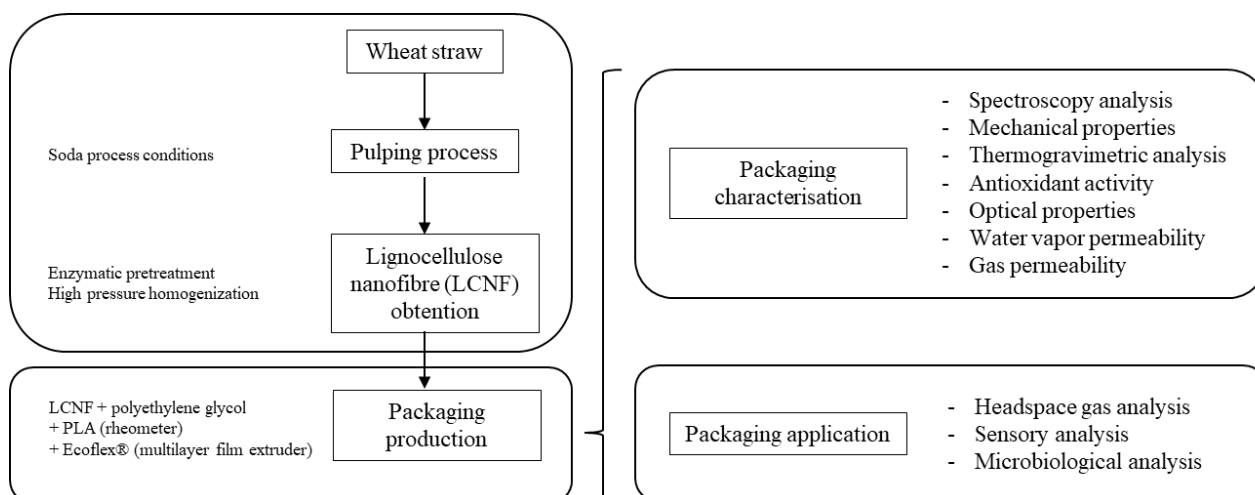 Wheat straw
Soda process conditions
Pulping process
Enzymatic pretreatment
High pressure homogenization
Lignocellulose
nanofibre (LCNF)
obtention
LCNF + polyethylene glycol
+ PLA (rheometer)
+ Ecoflex® (multilayer film extruder)
Packaging
production
Packaging
characterisation
- Spectroscopy analysis
- Mechanical properties
- Thermogravimetric analysis
- Antioxidant activity
- Optical properties
- Water vapor permeability
- Gas permeability
Packaging application
- Headspace gas analysis
- Sensory analysis
- Microbiological analysis